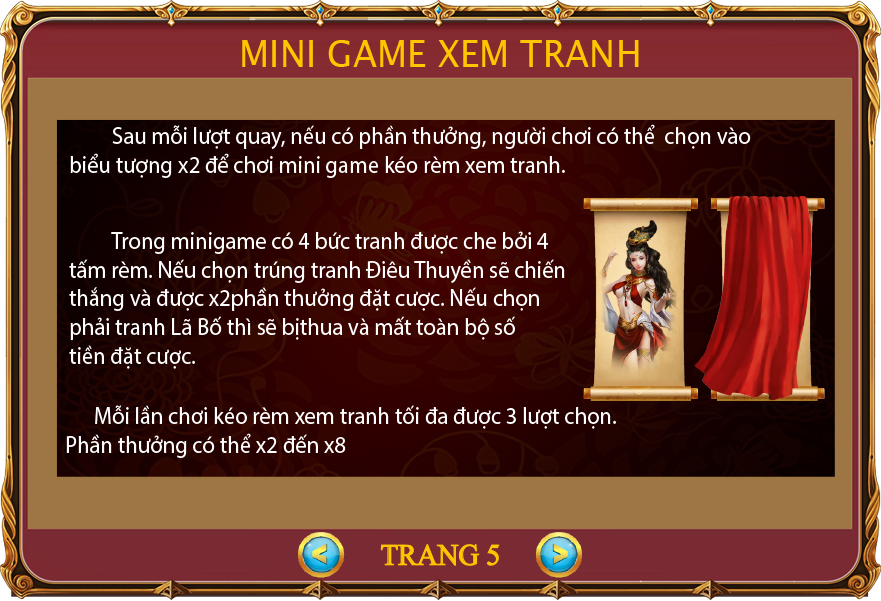 MINI GAME XEM TRANH
Sau mỗi lượt quay, nếu có phần thưởng, người chơi có thể chọn vào
biểu tượng x2 để chơi mini game kéo rèm xem tranh.
Trong minigame có 4 bức tranh được che bởi 4
tấm rèm. Nếu chọn trúng tranh Điêu Thuyền sẽ chiến
thắng và được x2phần thưởng đặt cược. Nếu chọn
phải tranh Lã Bố thì sẽ bịthua và mất toàn bộ số
tiền đặt cược.
Mỗi lần chơi kéo rèm xem tranh tối đa được 3 lượt chọn.
Phần thưởng có thể x2 đến x8
< TRANG 5 >